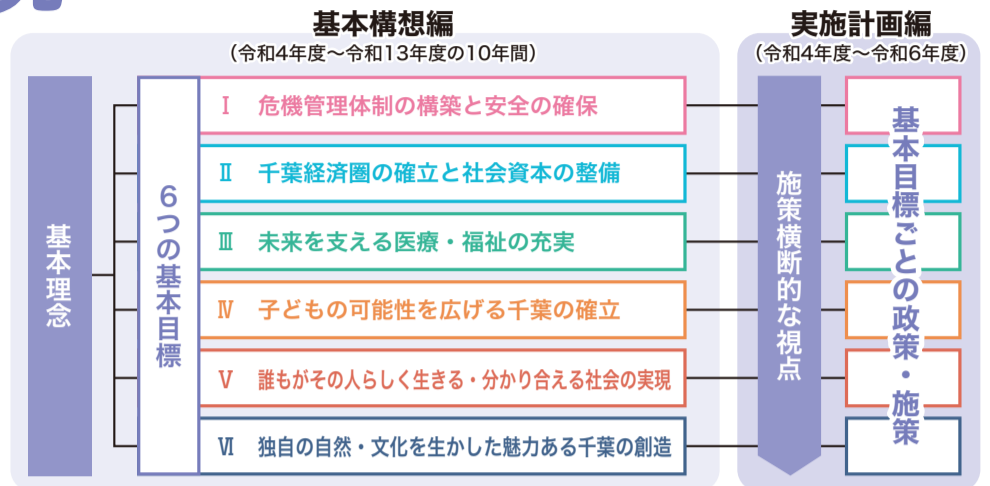 基本構想編
(令和4年度～令和13年度の10年間)
実施計画編
(令和4年度～令和6年度)
基本理念
6つの基本目標
Ⅰ 危機管理体制の構築と安全の確保
Ⅱ 千葉経済圏の確立と社会資本の整備
Ⅲ 未来を支える医療・福祉の充実
Ⅳ 子どもの可能性を広げる千葉の確立
Ⅴ 誰もがその人らしく生きる・分かり合える社会の実現
Ⅵ 独自の自然・文化を生かした魅力ある千葉の創造
施策横断的な視点
基本目標ごとの政策・施策